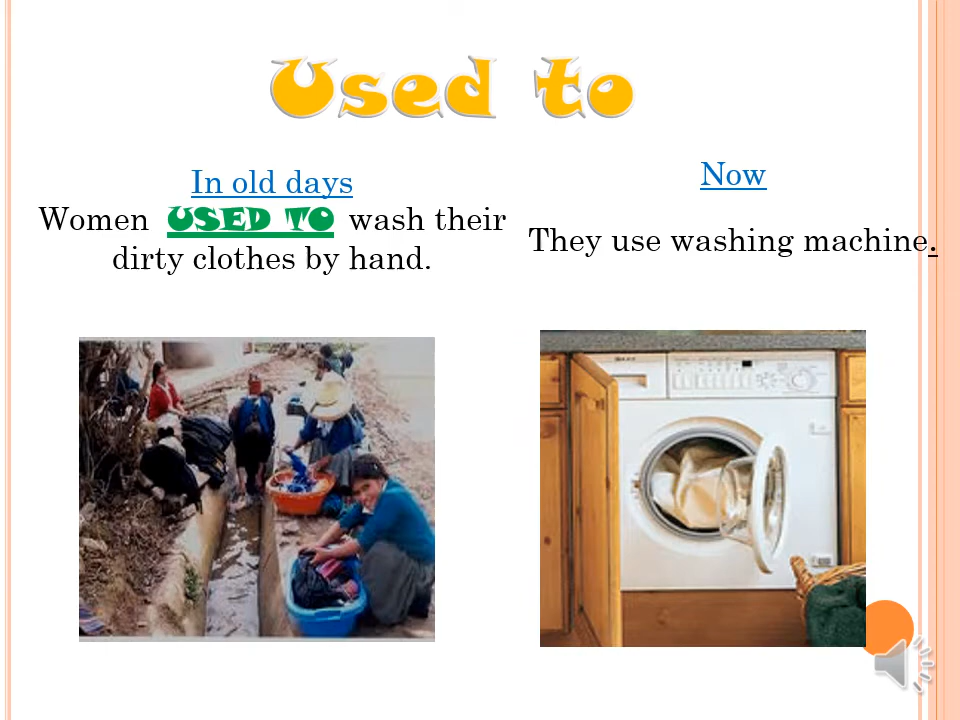 Used to
In old days
Women USED TO wash their
dirty clothes by hand.
Now
They use washing machine.